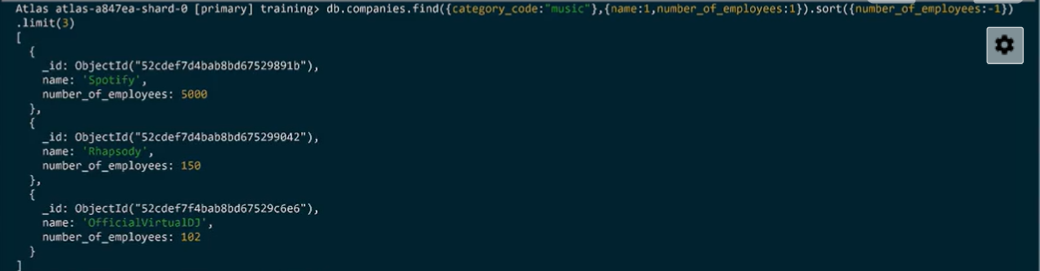 Atlas atlas-a847ea-shard-0 [primary] training> db.companies.find({category_code:"music"},{name:1,number_of_employees:1}).sort({number_of_employees:-1})
.limit(3)
[
  {
    _id: ObjectId("52cdef7d4bab8bd67529891b"),
    name: 'Spotify',
    number_of_employees: 5000
  },
  {
    _id: ObjectId("52cdef7d4bab8bd675299042"),
    name: 'Rhapsody',
    number_of_employees: 150
  },
  {
    _id: ObjectId("52cdef7f4bab8bd67529c6e6"),
    name: 'OfficialVirtualDJ',
    number_of_employees: 102
  }
]